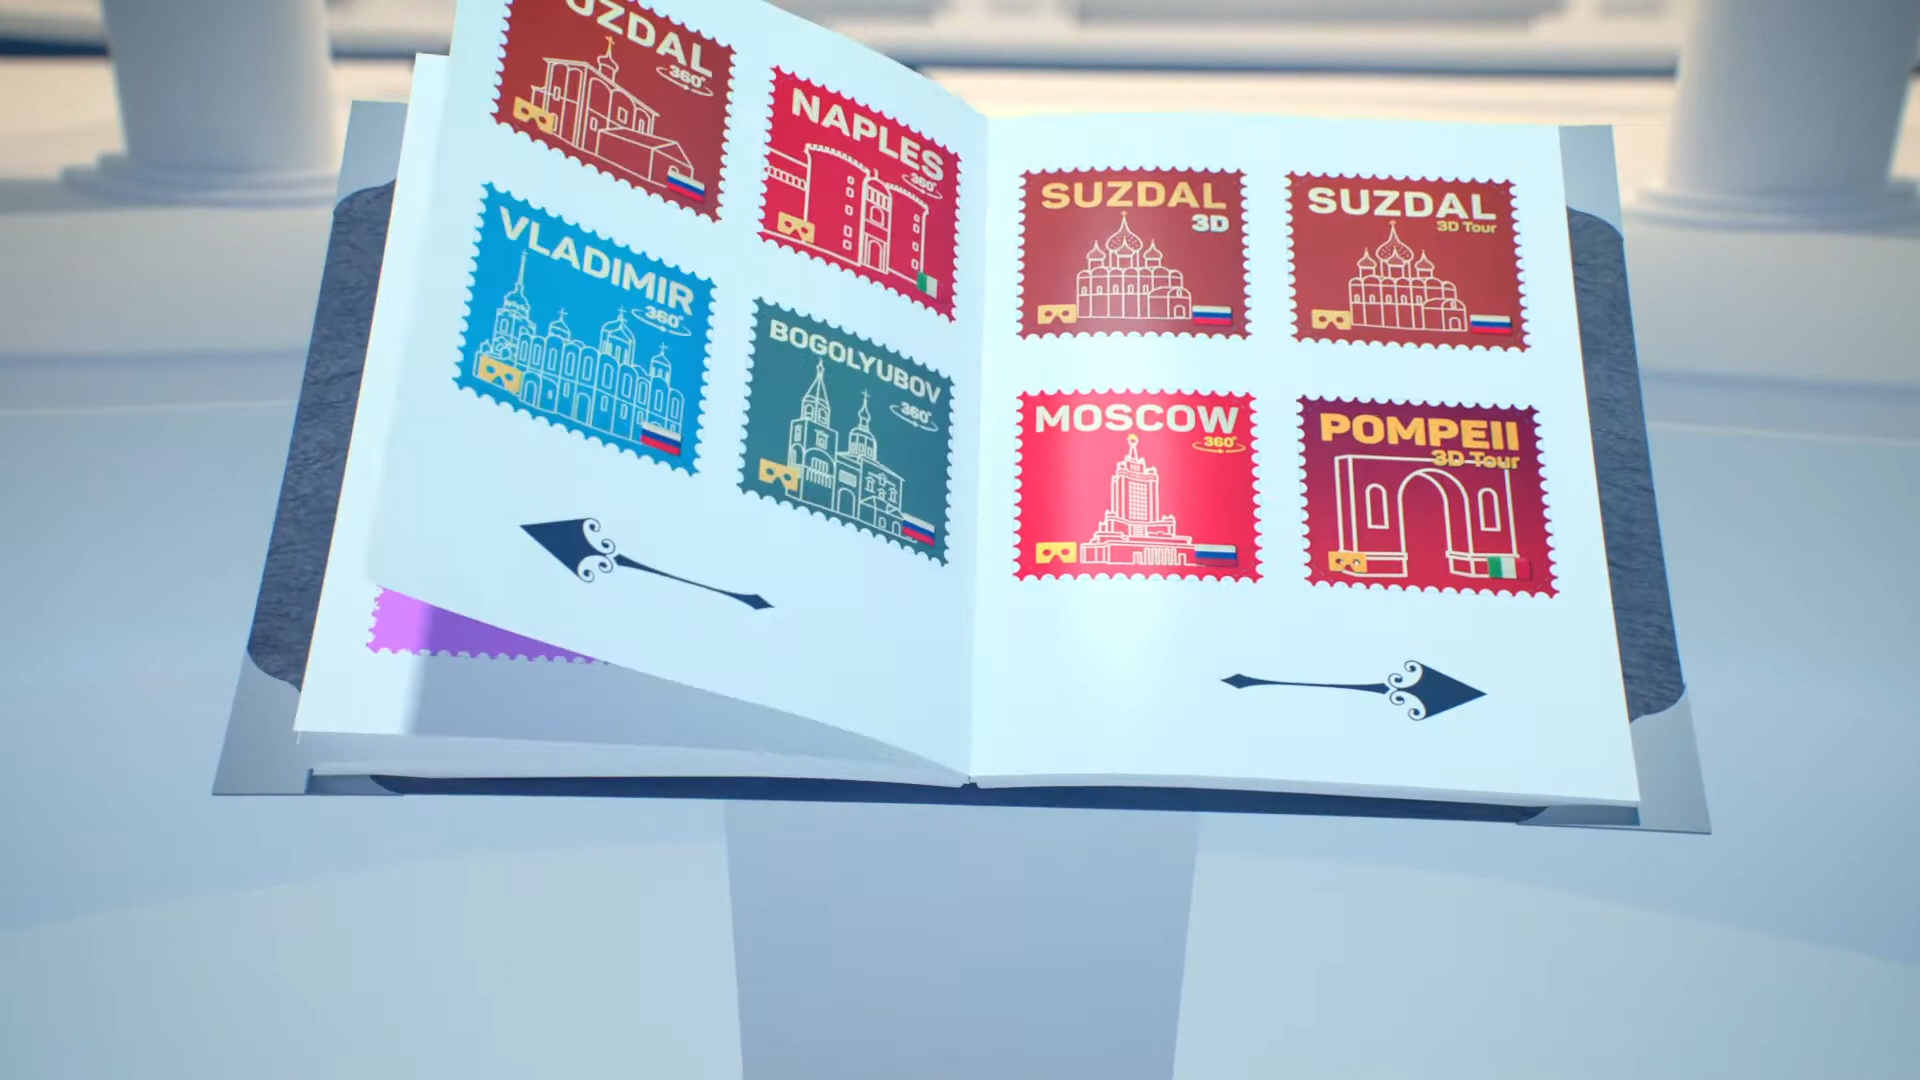 UZDAL
360°
NAPLES
360°
VLADIMIR
360°
BOGOLYUBOV
360°
SUZDAL
3D
SUZDAL
3D Tour
MOSCOW
360°
POMPEII
3D Tour